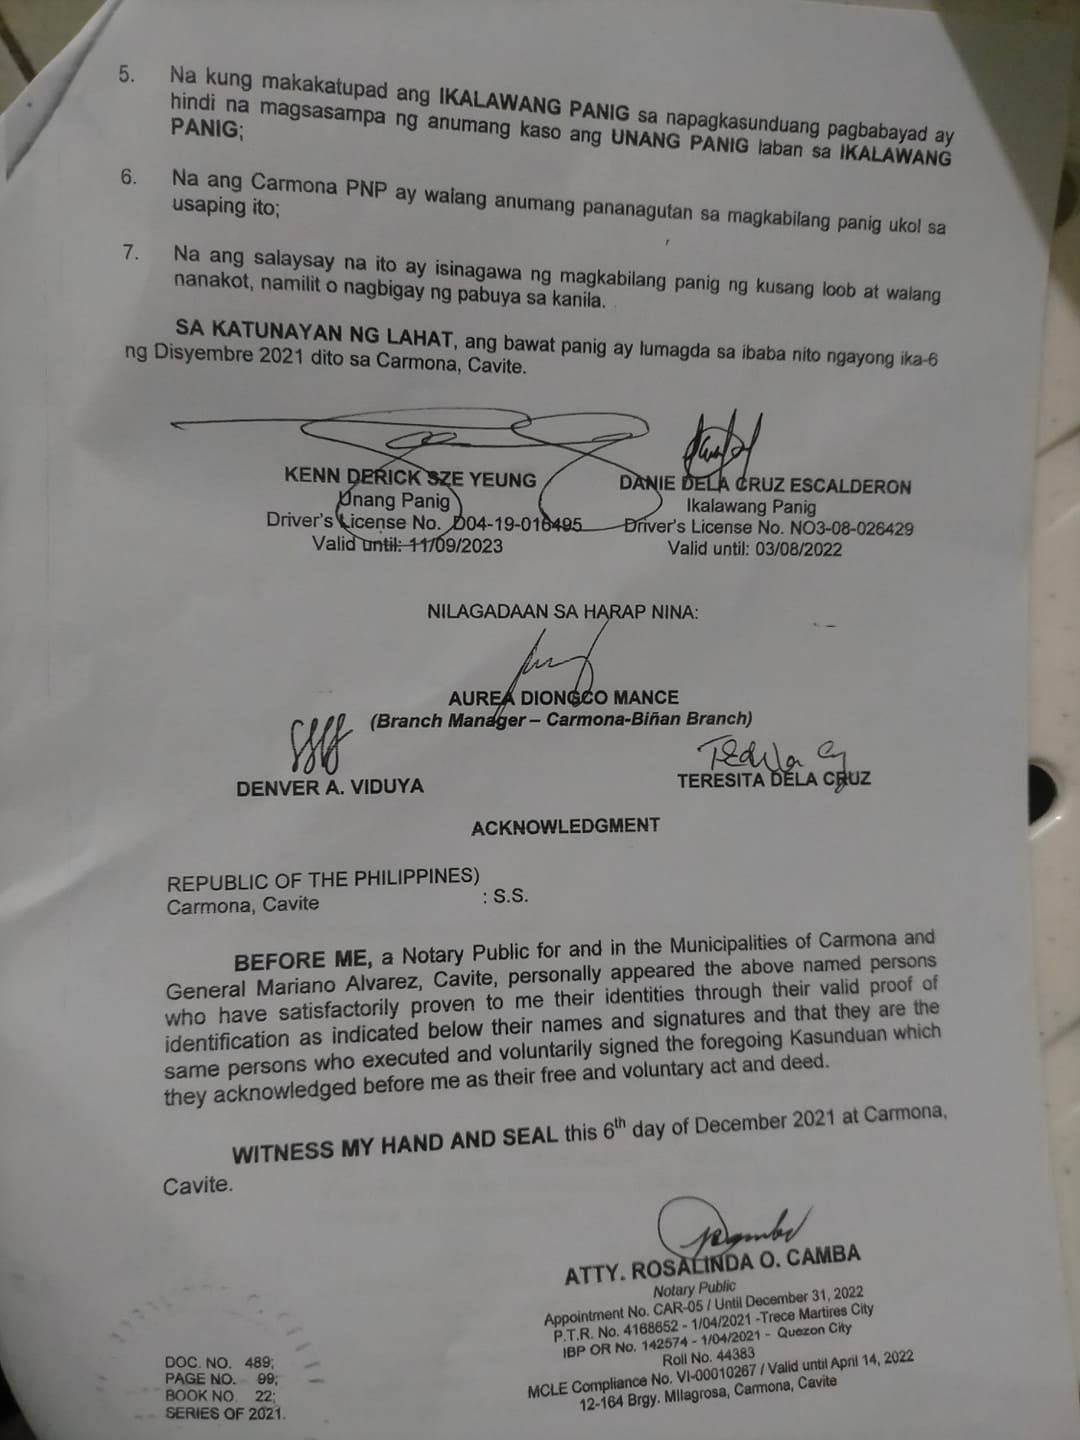 5. Na kung makakatupad ang IKALAWANG PANIG sa napagkasunduang pagbabayad ay
hindi na magsasampa ng anumang kaso ang UNANG PANIG laban sa IKALAWANG
PANIG;
6. Na ang Carmona PNP ay walang anumang pananagutan sa magkabilang panig ukol sa
usaping ito;
7. Na ang salaysay na ito ay isinagawa ng magkabilang panig ng kusang loob at walang
nanakot, namilit o nagbigay ng pabuya sa kanila.
SA KATUNAYAN NG LAHAT, ang bawat panig ay lumagda sa ibaba nito ngayong ika-6
ng Disyembre 2021 dito sa Carmona, Cavite.
KENN DERICK SZE YEUNG
Unang Panig
Driver's License No. D04-19-016495
Valid until: 11/09/2023
DANIE DELA CRUZ ESCALDERON
Ikalawang Panig
Driver's License No. NO3-08-026429
Valid until: 03/08/2022
NILAGADAAN SA HARAP NINA:
AUREA DIONGCO MANCE
(Branch Manager – Carmona-Biñan Branch)
DENVER A. VIDUYA
TERESITA DELA CRUZ
ACKNOWLEDGMENT
REPUBLIC OF THE PHILIPPINES)
Carmona, Cavite : S.S.
BEFORE ME, a Notary Public for and in the Municipalities of Carmona and
General Mariano Alvarez, Cavite, personally appeared the above named persons
who have satisfactorily proven to me their identities through their valid proof of
identification as indicated below their names and signatures and that they are the
same persons who executed and voluntarily signed the foregoing Kasunduan which
they acknowledged before me as their free and voluntary act and deed.
WITNESS MY HAND AND SEAL this 6th day of December 2021 at Carmona,
Cavite.
ATTY. ROSALINDA O. CAMBA
Notary Public
Appointment No. CAR-05 / Until December 31, 2022
P.T.R. No. 4168652 - 1/04/2021 -Trece Martires City
IBP OR No. 142574 - 1/04/2021 - Quezon City
Roll No. 44383
MCLE Compliance No. VI-00010267 / Valid until April 14, 2022
12-164 Brgy. MIlagrosa, Carmona, Cavite
DOC. NO. 489;
PAGE NO. 99;
BOOK NO. 22;
SERIES OF 2021.